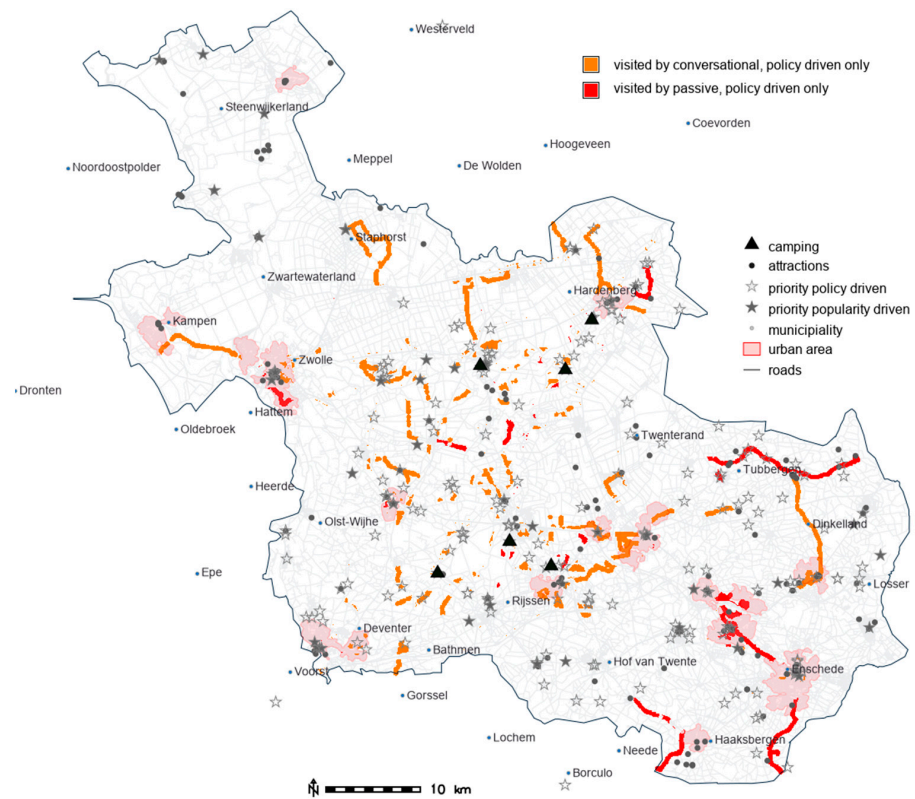 Westerveld
visited by conversational, policy driven only
visited by passive, policy driven only
Steenwijkerland
Coevorden
Hoogeveen
Meppel
De Wolden
Noordoostpolder
Staphorst
camping
attractions
Zwartewaterland
priority policy driven
Hardenberg
priority popularity driven
Kampen
municipiality
urban area
Zwolle
roads
Dronten
Hattem
Oldebroek
Twenterand
Tubbergen
Heerde
Olst-Wijhe
Dinkelland
Epe
Losser
Rijssen
Deventer
Bathmen
Hof van Twente
Voorst
Enschede
Gorssel
Lochem
Haaksbergen
Neede
Borculo
N
10 km